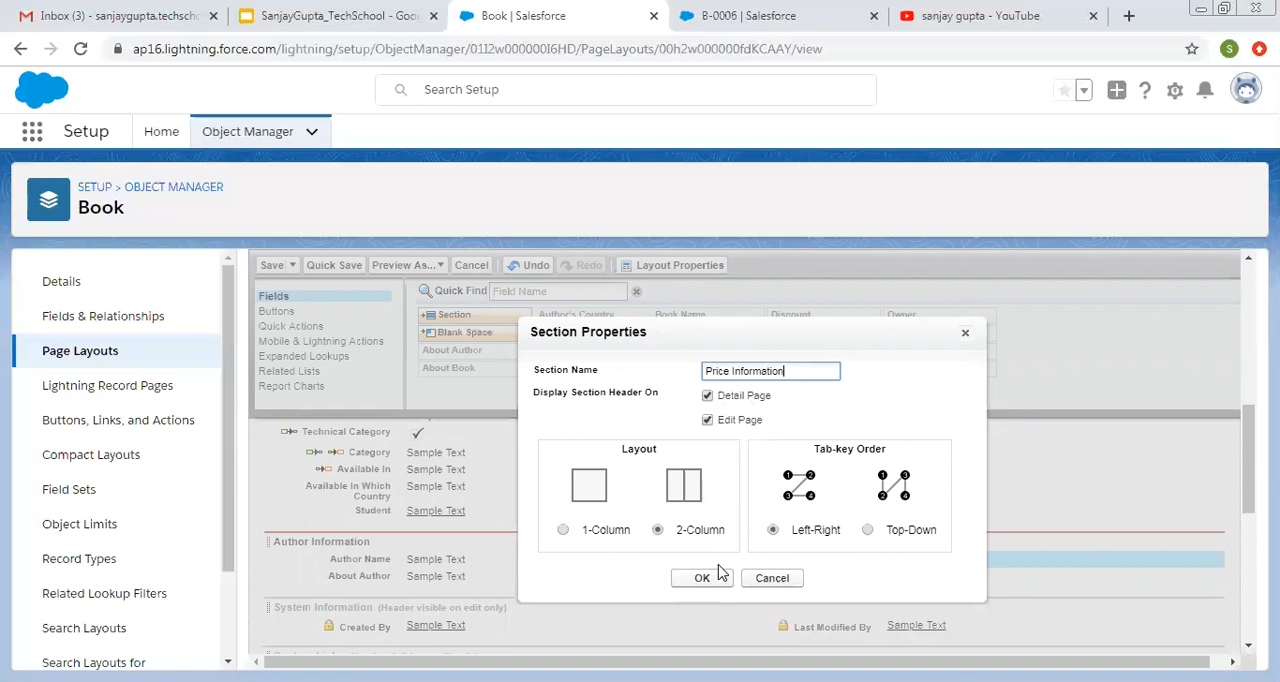 Inbox (3) - sanjaygupta.techscho
SanjayGupta_TechSchool - Goo
Book | Salesforce
B-0006 | Salesforce
sanjay gupta - YouTube
ap16.lightning.force.com/lightning/setup/ObjectManager/01I2w000000I6HD/PageLayouts/00h2w000000fdKCAAY/view
S
Search Setup
Setup
Home
Object Manager
SETUP > OBJECT MANAGER
Book
Details
Fields & Relationships
Page Layouts
Lightning Record Pages
Buttons, Links, and Actions
Compact Layouts
Field Sets
Object Limits
Record Types
Related Lookup Filters
Search Layouts
Search Layouts for
Save
Quick Save
Preview As...
Cancel
Undo
Redo
Layout Properties
Fields
Buttons
Quick Actions
Mobile & Lightning Actions
Expanded Lookups
Related Lists
Report Charts
Quick Find
Field Name
Section
Author's Country
Book Name
Discount
Owner
Blank Space
About Author
About Book
Section Properties
Section Name
Price Information
Display Section Header On
Detail Page
Edit Page
Layout
1-Column
2-Column
Tab-key Order
1 2
3 4
1 3
2 4
Left-Right
Top-Down
OK
Cancel
Technical Category
Category Sample Text
Available In Sample Text
Available In Which Country Sample Text
Student Sample Text
Author Information
Author Name Sample Text
About Author Sample Text
System Information (Header visible on edit only)
Created By Sample Text
Last Modified By Sample Text